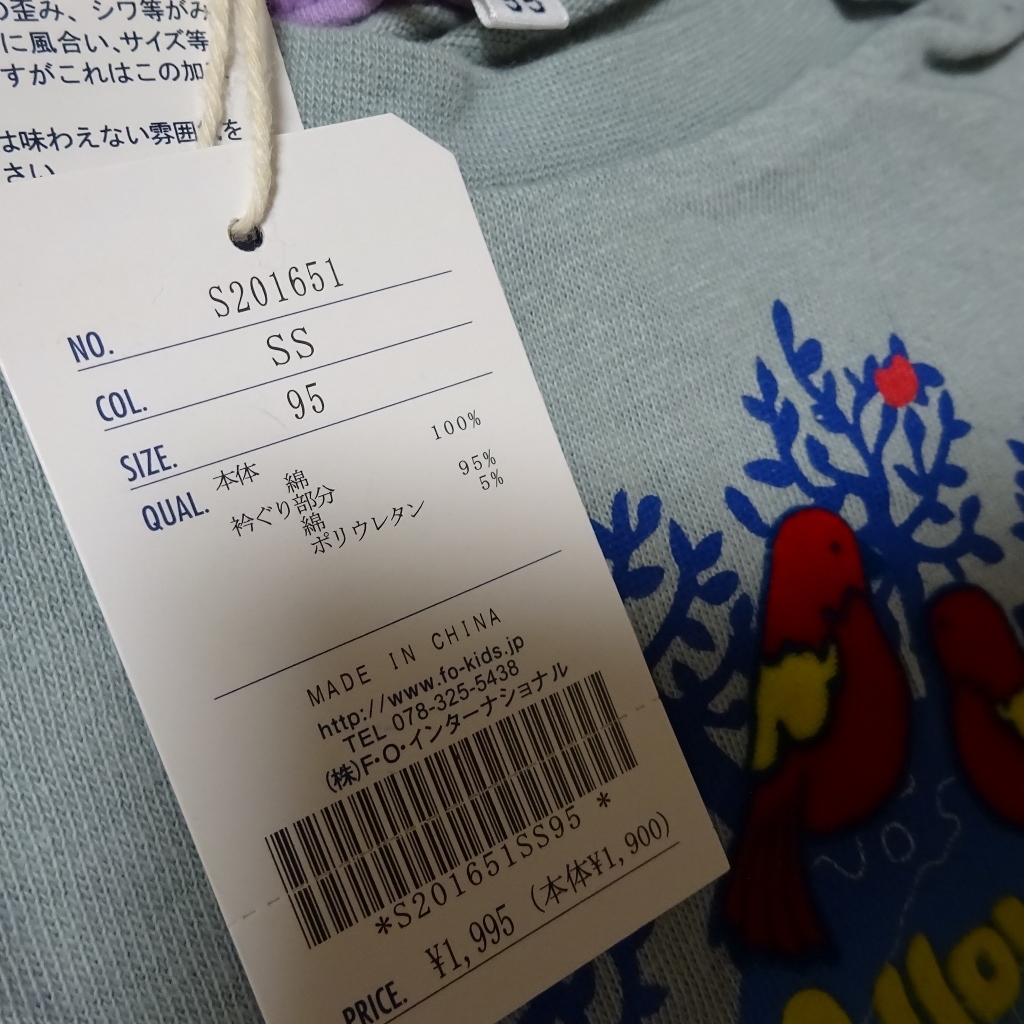 の歪み、シワ等がみ
に風合い、サイズ等
すがこれはこの加
は味わえない雰囲気を
さい
NO. S201651
COL. SS
SIZE. 95
QUAL. 本体 綿 100%
衿ぐり部分
綿 95%
ポリウレタン 5%
MADE IN CHINA
http://www.fo-kids.jp
TEL 078-325-5438
(株)F・O・インターナショナル
*S201651SS95 *
PRICE. ¥1,995 (本体¥1,900)